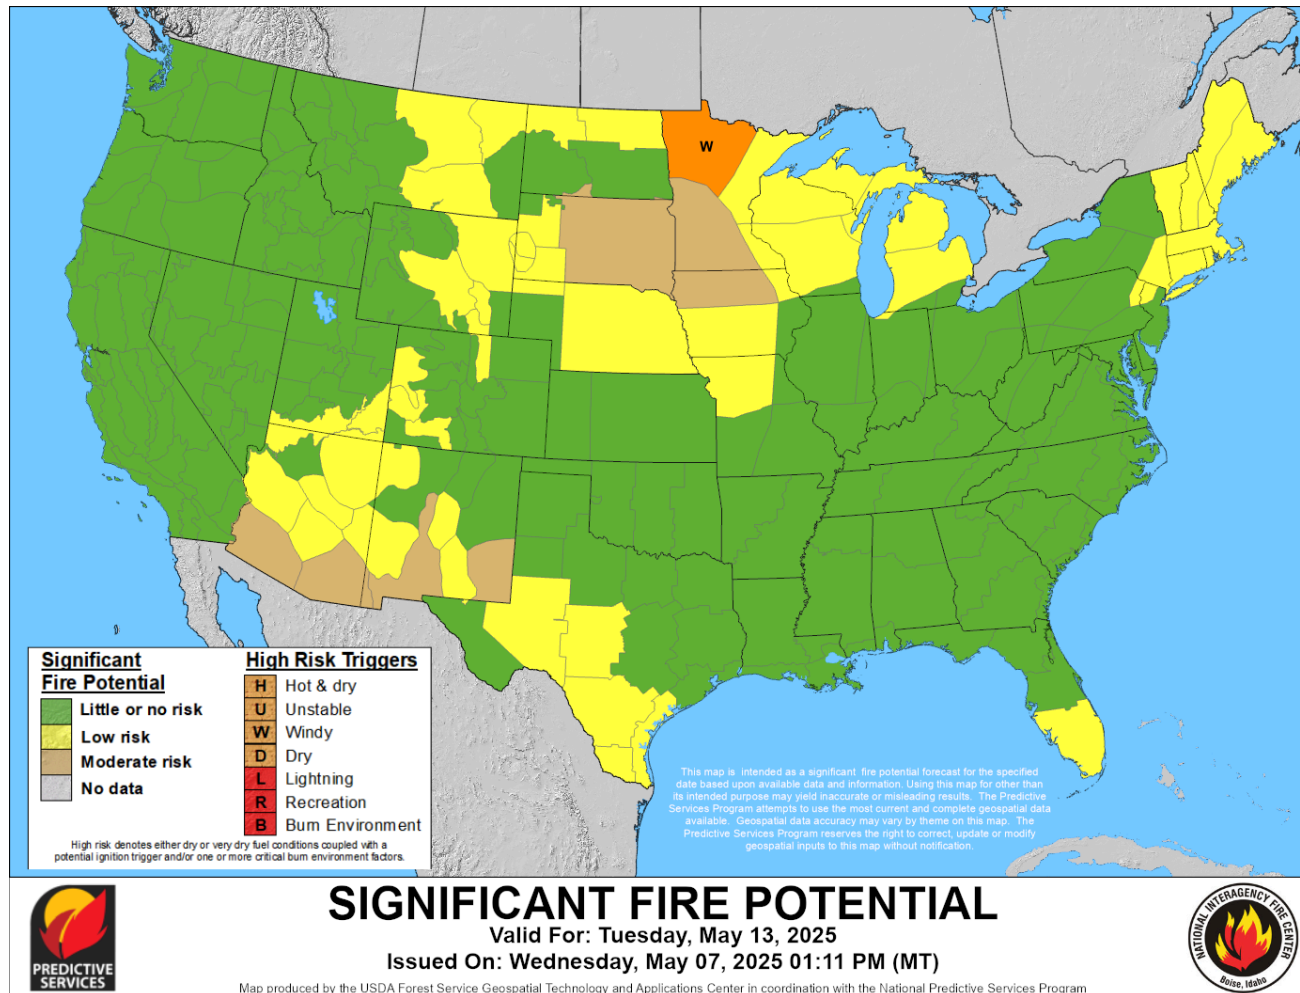 W
Significant
Fire Potential
Little or no risk
Low risk
Moderate risk
No data
High Risk Triggers
H Hot & dry
U Unstable
W Windy
D Dry
L Lightning
R Recreation
B Burn Environment
High risk denotes either dry or very dry fuel conditions coupled with a
potential ignition trigger and/or one or more critical burn environment factors.
This map is intended as a significant fire potential forecast for the specified
date based upon available data and information. Using this map for other than
its intended purpose may yield inaccurate or misleading results. The Predictive
Services Program attempts to use the most current and complete geospatial data
available. Geospatial data accuracy may vary by theme on this map. The
Predictive Services Program reserves the right to correct, update or modify
geospatial inputs to this map without notification.
PREDICTIVE
SERVICES
SIGNIFICANT FIRE POTENTIAL
Valid For: Tuesday, May 13, 2025
Issued On: Wednesday, May 07, 2025 01:11 PM (MT)
Map produced by the USDA Forest Service Geospatial Technology and Applications Center in coordination with the National Predictive Services Program
NATIONAL INTERAGENCY FIRE CENTER
Boise, Idaho